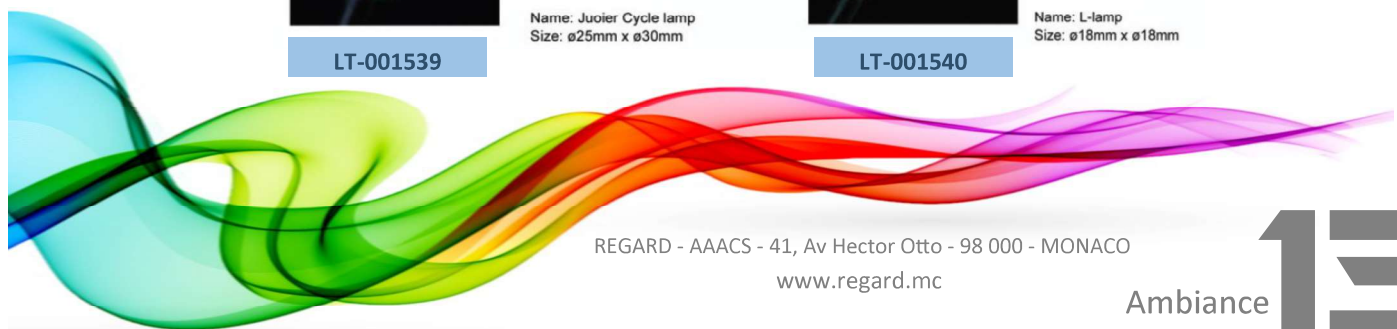 Name: Juoier Cycle lamp
Size: ø25mm x ø30mm
LT-001539
Name: L-lamp
Size: ø18mm x ø18mm
LT-001540
REGARD - AAACS - 41, Av Hector Otto - 98 000 - MONACO
www.regard.mc
Ambiance